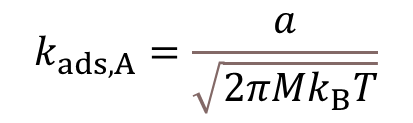 k_ads,A = a / √(2πMk_BT)